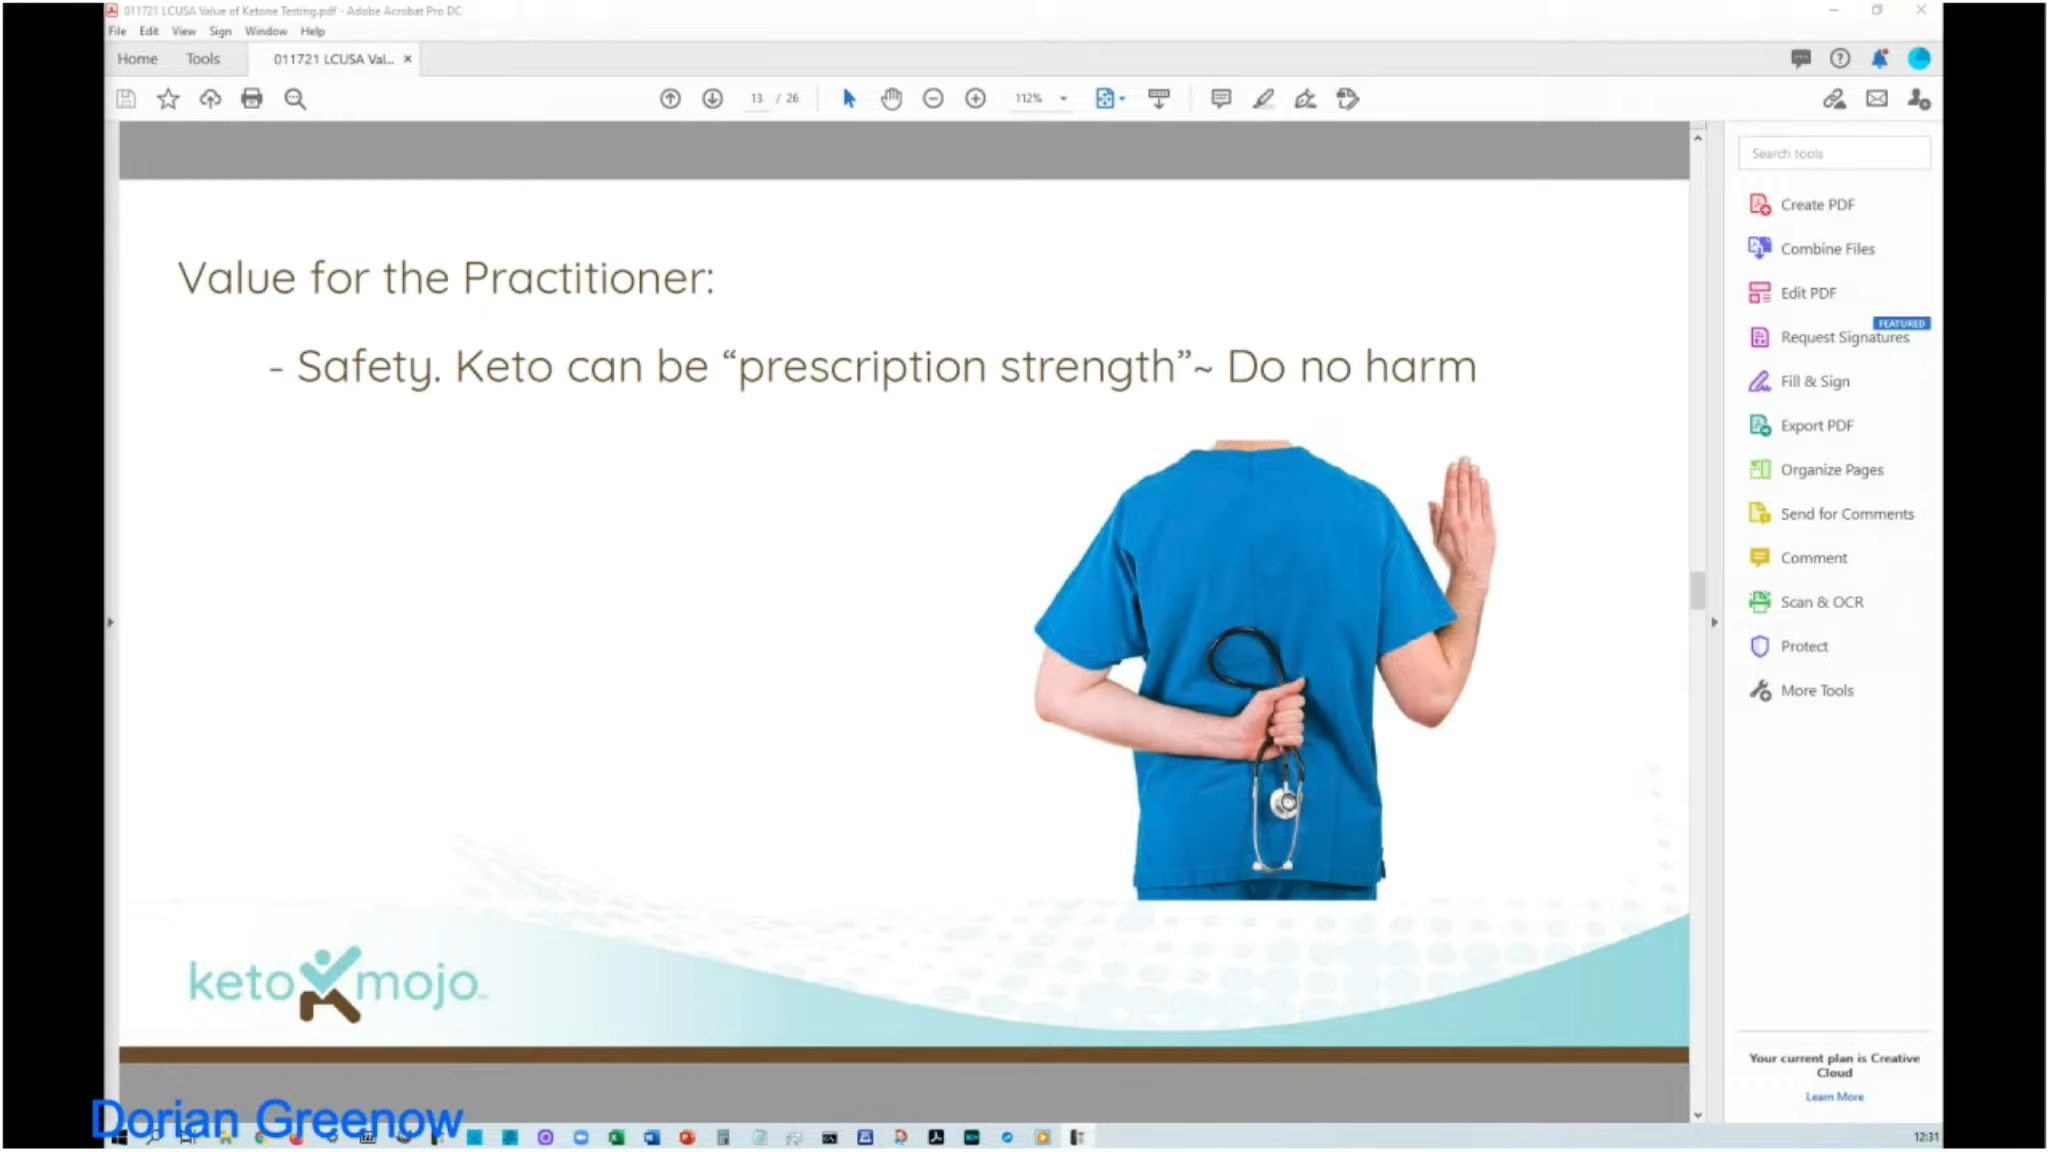 011721 LCUSA Value of Ketone Testing.pdf - Adobe Acrobat Pro DC
File Edit View Sign Window Help
Home Tools 011721 LCUSA Val... ×
13 / 26 112%
Search tools
Create PDF
Combine Files
Edit PDF
FEATURED
Request Signatures
Fill & Sign
Export PDF
Organize Pages
Send for Comments
Comment
Scan & OCR
Protect
More Tools
Value for the Practitioner:
- Safety. Keto can be “prescription strength”~ Do no harm
keto mojo
Your current plan is Creative
Cloud
Learn More
Dorian Greenow
12:31